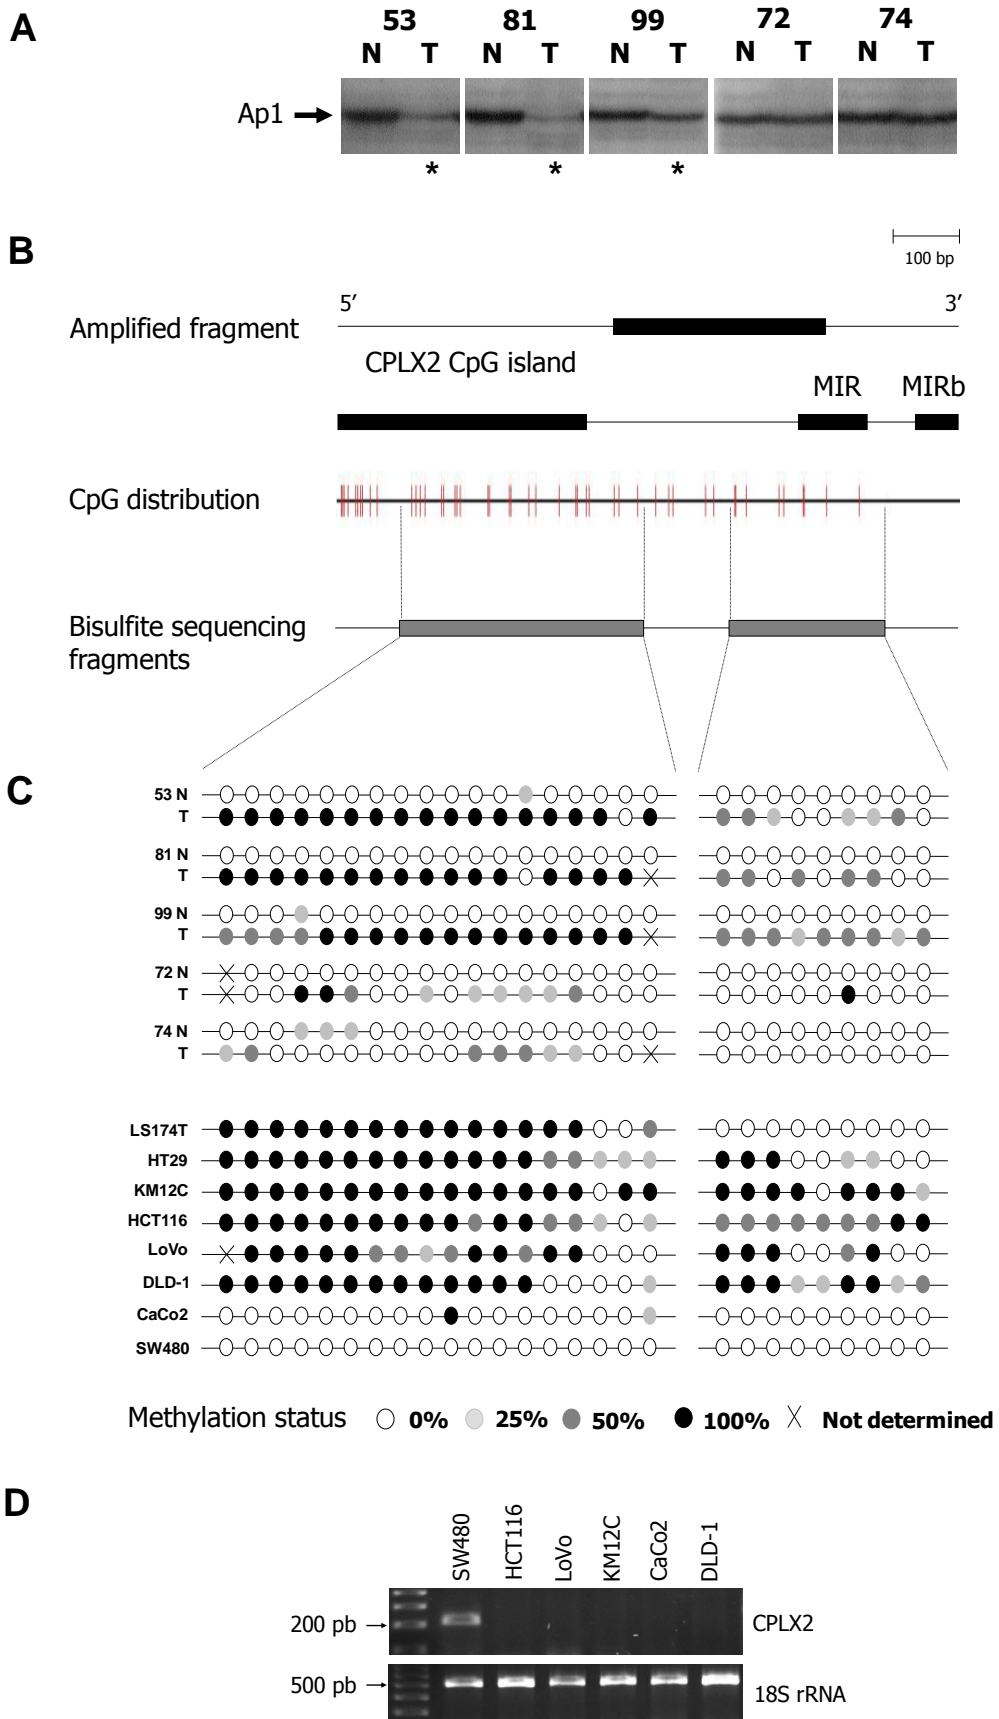 A
53 81 99 72 74
N T N T N T N T N T
Ap1
* * *
B
100 bp
5’ 3’
Amplified fragment
CPLX2 CpG island
MIR MIRb
CpG distribution
Bisulfite sequencing
fragments
C
53 N
T
81 N
T
99 N
T
72 N
T
74 N
T
LS174T
HT29
KM12C
HCT116
LoVo
DLD-1
CaCo2
SW480
Methylation status 0% 25% 50% 100% Not determined
D
SW480 HCT116 LoVo KM12C CaCo2 DLD-1
200 pb CPLX2
500 pb 18S rRNA